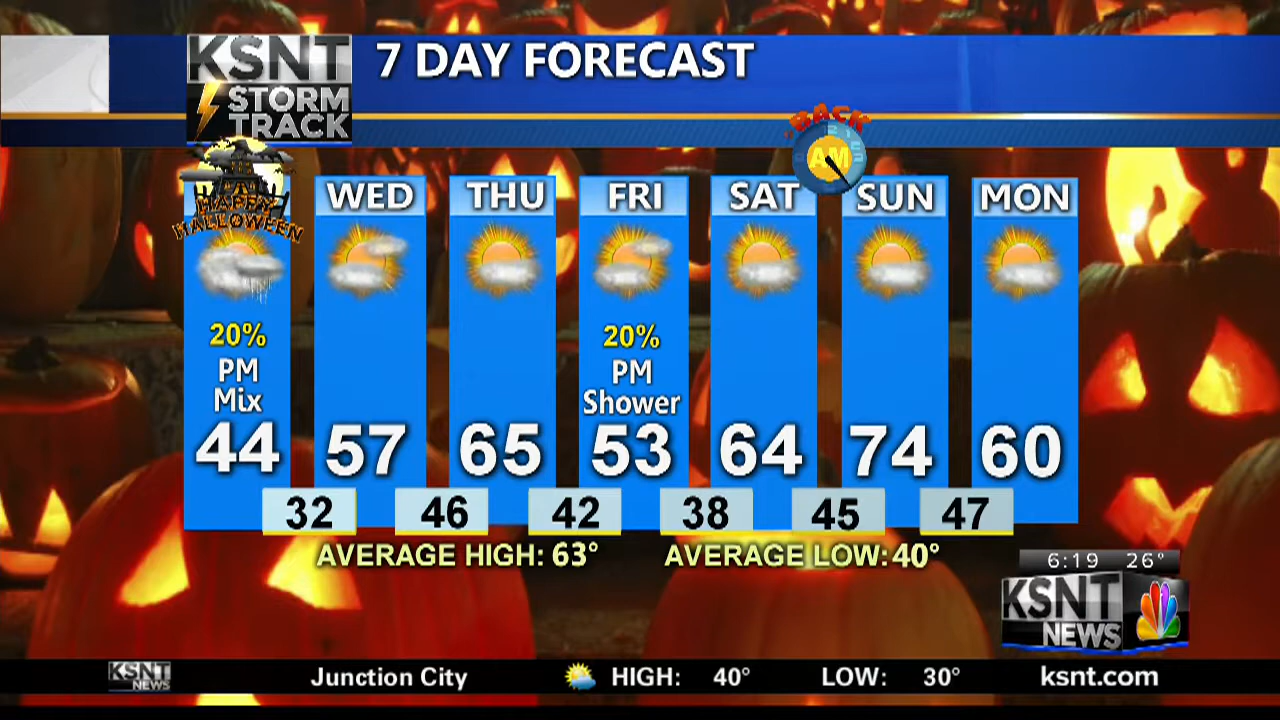 KSNT
STORM
TRACK
7 DAY FORECAST
BACK
AM
HAPPY
HALLOWEEN
WED
THU
FRI
SAT
SUN
MON
20%
PM
Mix
20%
PM
Shower
44
57
65
53
64
74
60
32
46
42
38
45
47
AVERAGE HIGH: 63°
AVERAGE LOW: 40°
6:19 26°
KSNT
NEWS
KSNT
NEWS
Junction City
HIGH: 40°
LOW: 30°
ksnt.com